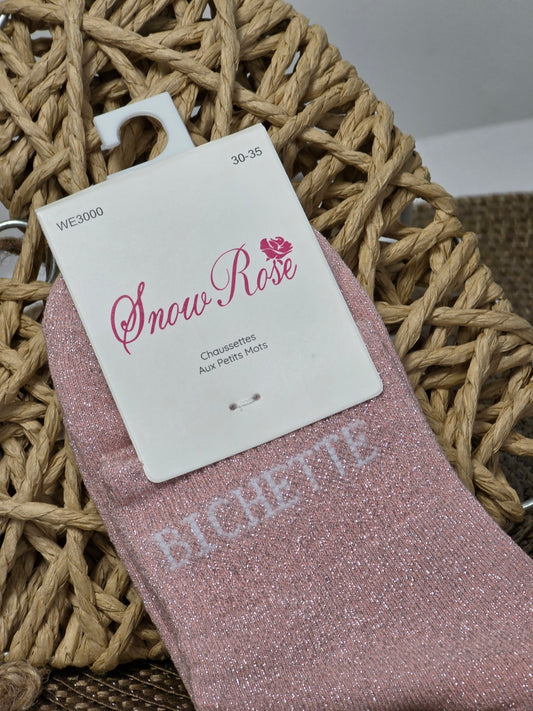 30-35
WE3000
Snow Rose
Chaussettes
Aux Petits Mots
BICHETTE